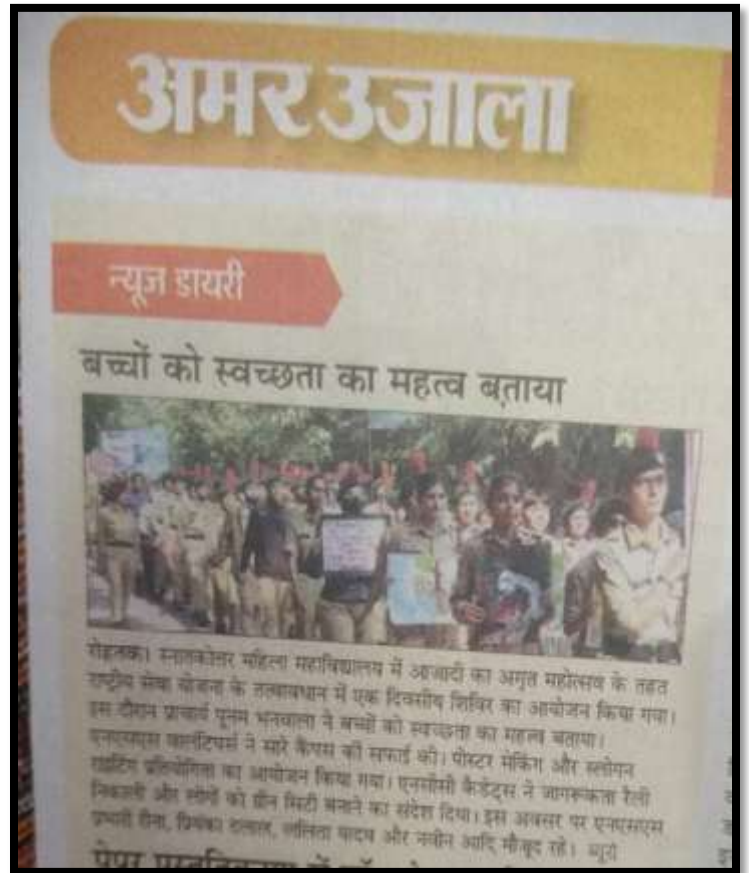 अमर उजाला
न्यूज डायरी
बच्चों को स्वच्छता का महत्व बताया
रोहतक। स्नातकोत्तर महिला महाविद्यालय में आजादी का अमृत महोत्सव के तहत
राष्ट्रीय सेवा योजना के तत्वावधान में एक दिवसीय शिविर का आयोजन किया गया।
इस दौरान प्राचार्य पूनम भनवाला ने बच्चों को स्वच्छता का महत्व बताया।
एनएसएस वालंटियर्स ने सारे कैंपस की सफाई की। पोस्टर मेकिंग और स्लोगन
राइटिंग प्रतियोगिता का आयोजन किया गया। एनसीसी कैडेट्स ने जागरूकता रैली
निकाली और लोगों को ग्रीन सिटी बनाने का संदेश दिया। इस अवसर पर एनएसएस
प्रभारी रीना, प्रियंका दलाल, ललिता यादव और नवीन आदि मौजूद रहे। ब्यूरो
पेपर में